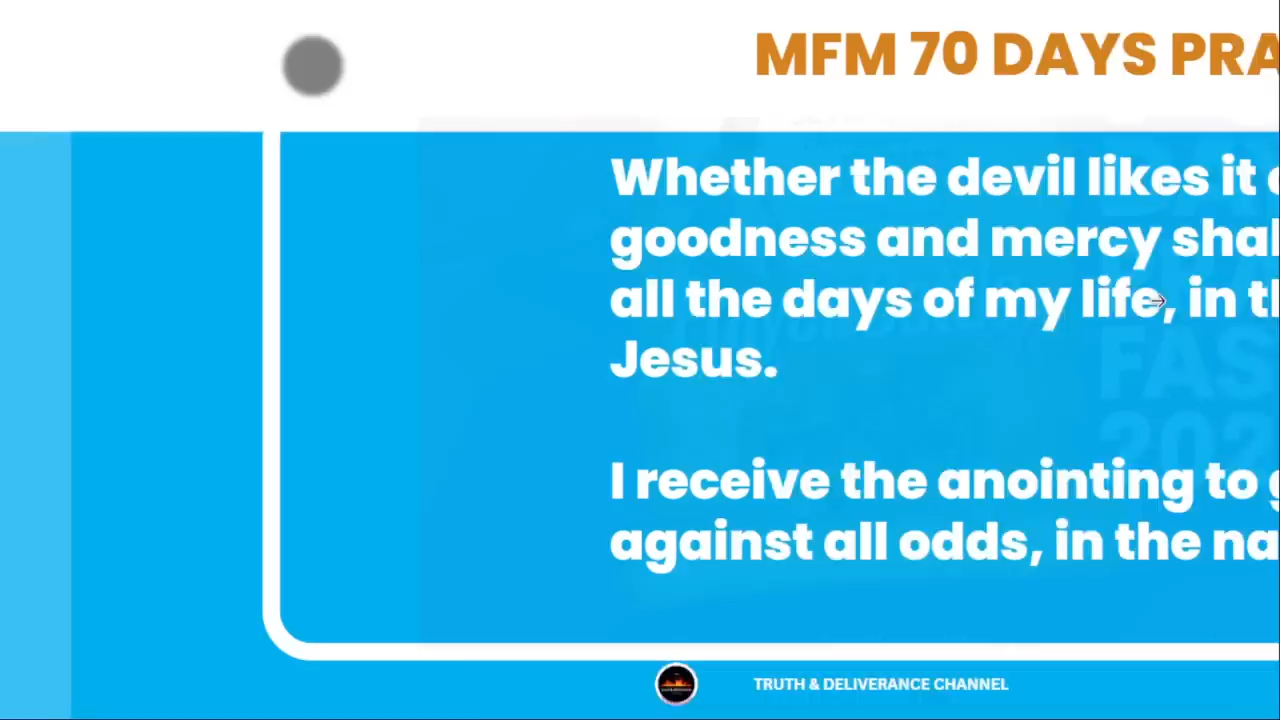 MFM 70 DAYS PRA
Whether the devil likes it
goodness and mercy shal
all the days of my life, in t
Jesus.
I receive the anointing to
against all odds, in the na
TRUTH & DELIVERANCE CHANNEL